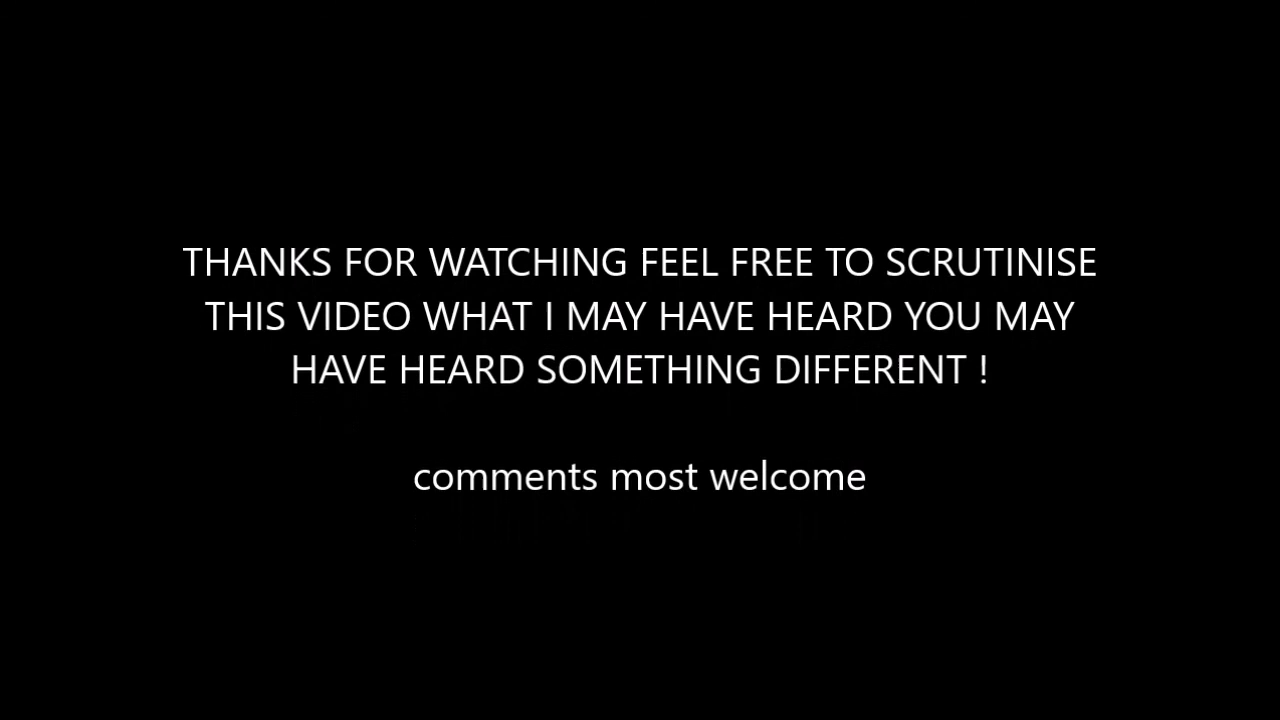 THANKS FOR WATCHING FEEL FREE TO SCRUTINISE
THIS VIDEO WHAT I MAY HAVE HEARD YOU MAY
HAVE HEARD SOMETHING DIFFERENT !
comments most welcome